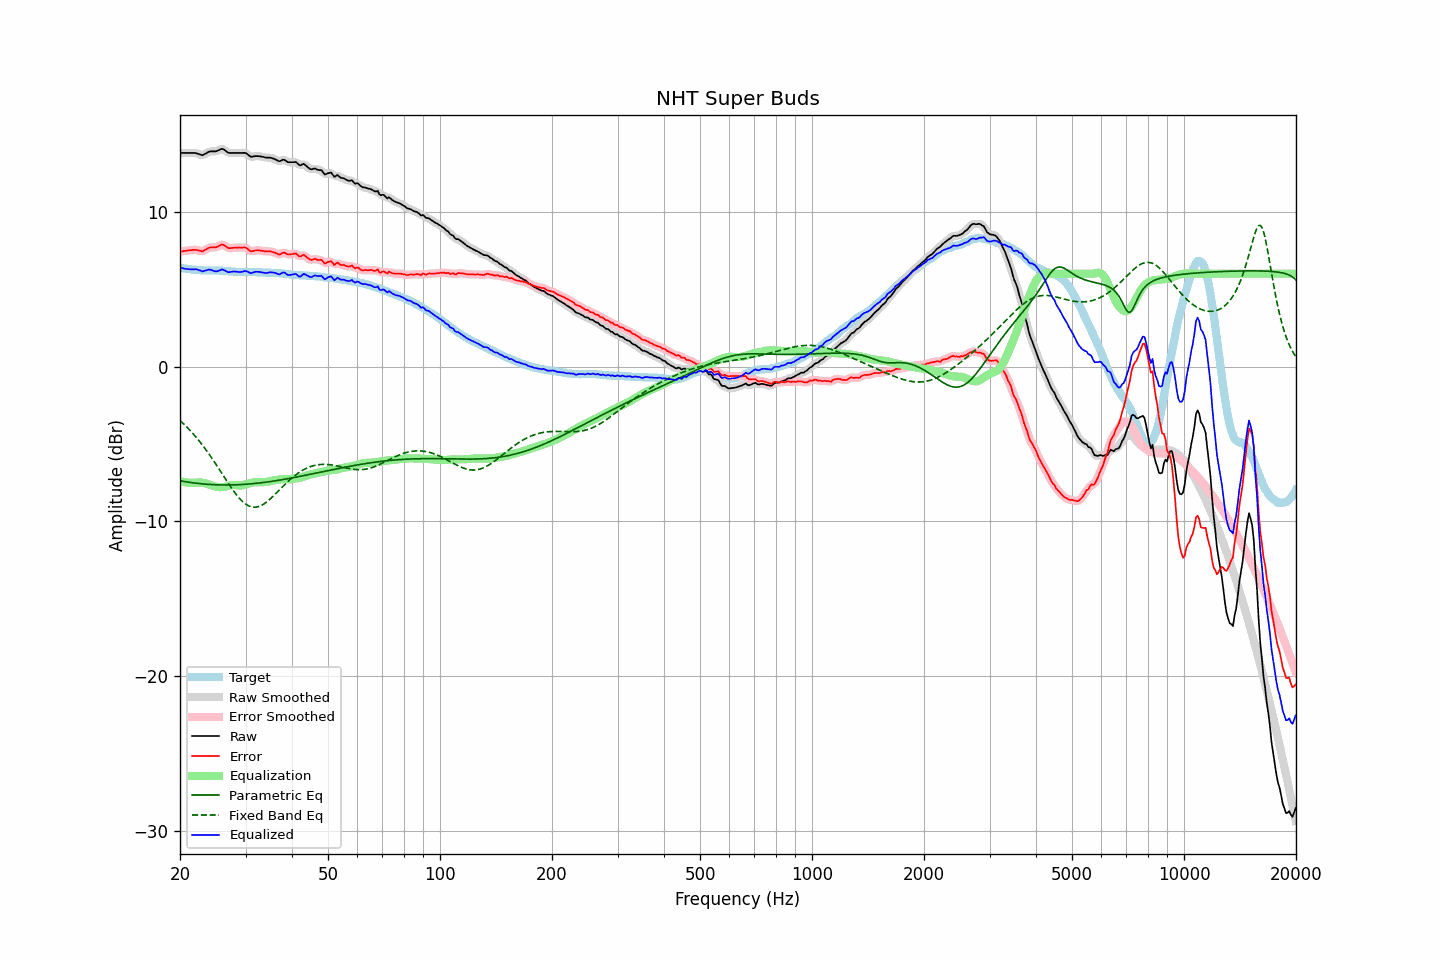 NHT Super Buds
Amplitude (dBr)
10
0
−10
−20
−30
Target
Raw Smoothed
Error Smoothed
Raw
Error
Equalization
Parametric Eq
Fixed Band Eq
Equalized
20 50 100 200 500 1000 2000 5000 10000 20000
Frequency (Hz)